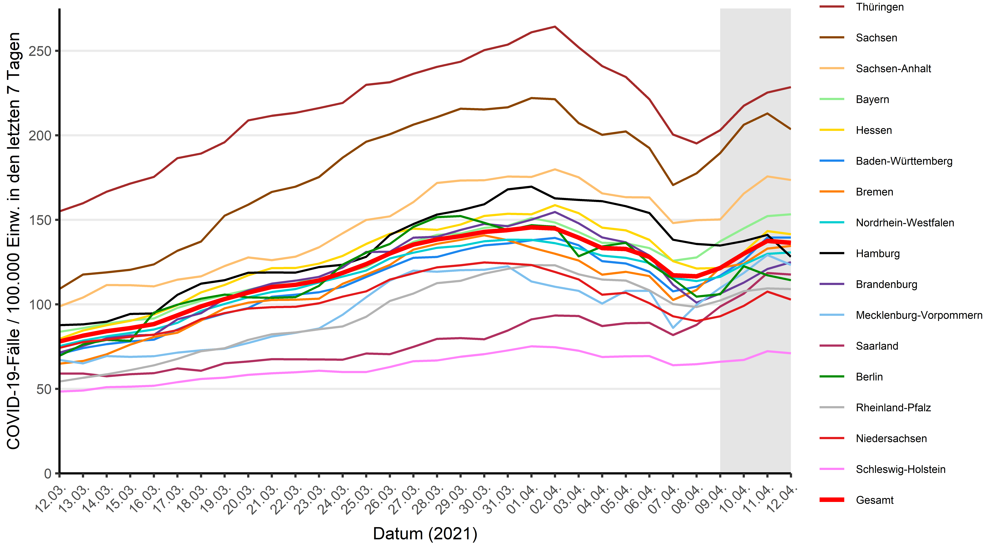 COVID-19-Fälle / 100.000 Einw. in den letzten 7 Tagen
250
200
150
100
50
0
12.03.
13.03.
14.03.
15.03.
16.03.
17.03.
18.03.
19.03.
20.03.
21.03.
22.03.
23.03.
24.03.
25.03.
26.03.
27.03.
28.03.
29.03.
30.03.
31.03.
01.04.
02.04.
03.04.
04.04.
05.04.
06.04.
07.04.
08.04.
09.04.
10.04.
11.04.
12.04.
Datum (2021)
Thüringen
Sachsen
Sachsen-Anhalt
Bayern
Hessen
Baden-Württemberg
Bremen
Nordrhein-Westfalen
Hamburg
Brandenburg
Mecklenburg-Vorpommern
Saarland
Berlin
Rheinland-Pfalz
Niedersachsen
Schleswig-Holstein
Gesamt